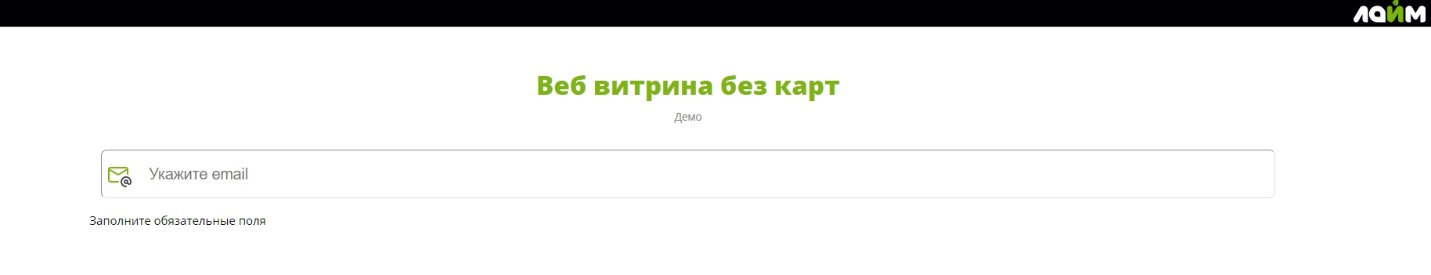 лайм
Веб витрина без карт
Демо
Укажите email
Заполните обязательные поля